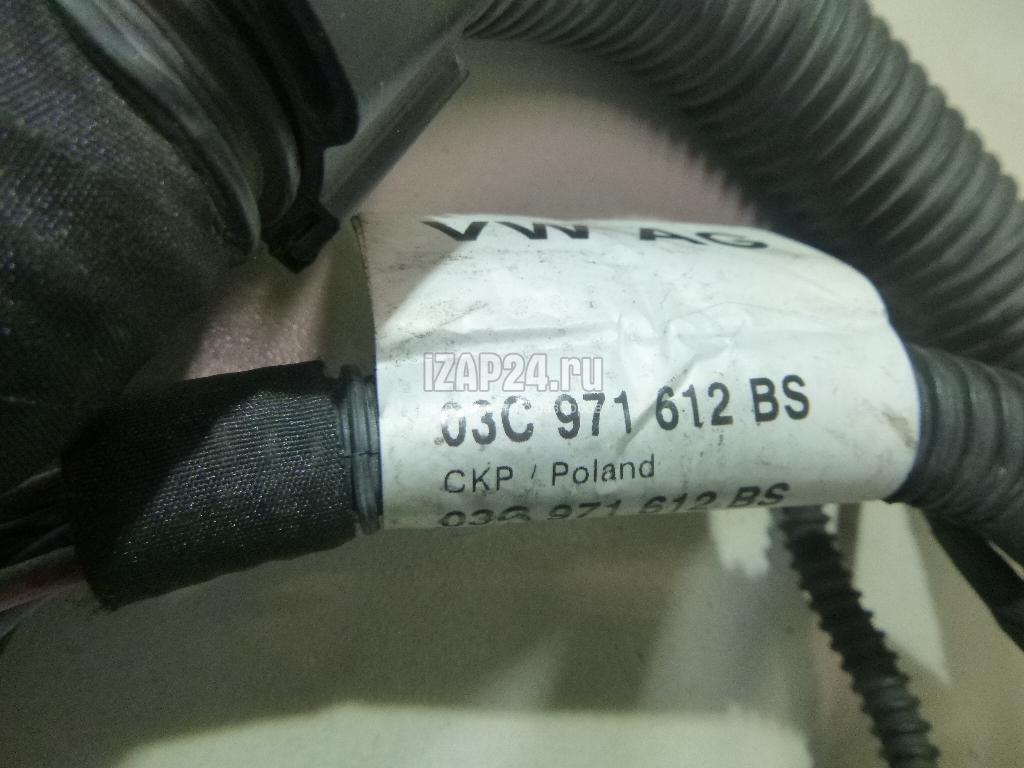 VW AG
iZAP24.ru
03C 971 612 BS
CKP / Poland
03C 971 612 BS